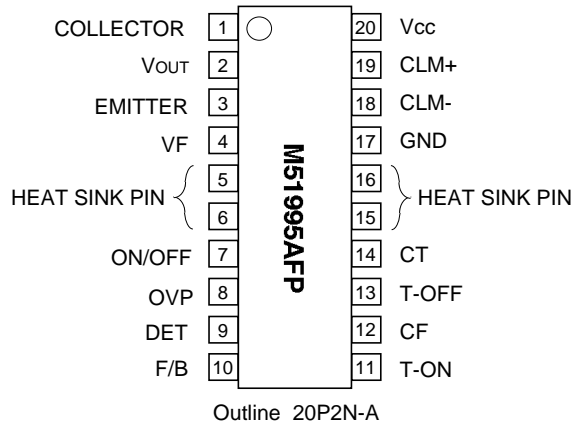 COLLECTOR 1 20 Vcc
VOUT 2 19 CLM+
EMITTER 3 18 CLM-
VF 4 17 GND
5 16
HEAT SINK PIN HEAT SINK PIN
6 15
ON/OFF 7 14 CT
OVP 8 13 T-OFF
DET 9 12 CF
F/B 10 11 T-ON
M51995AFP
Outline 20P2N-A